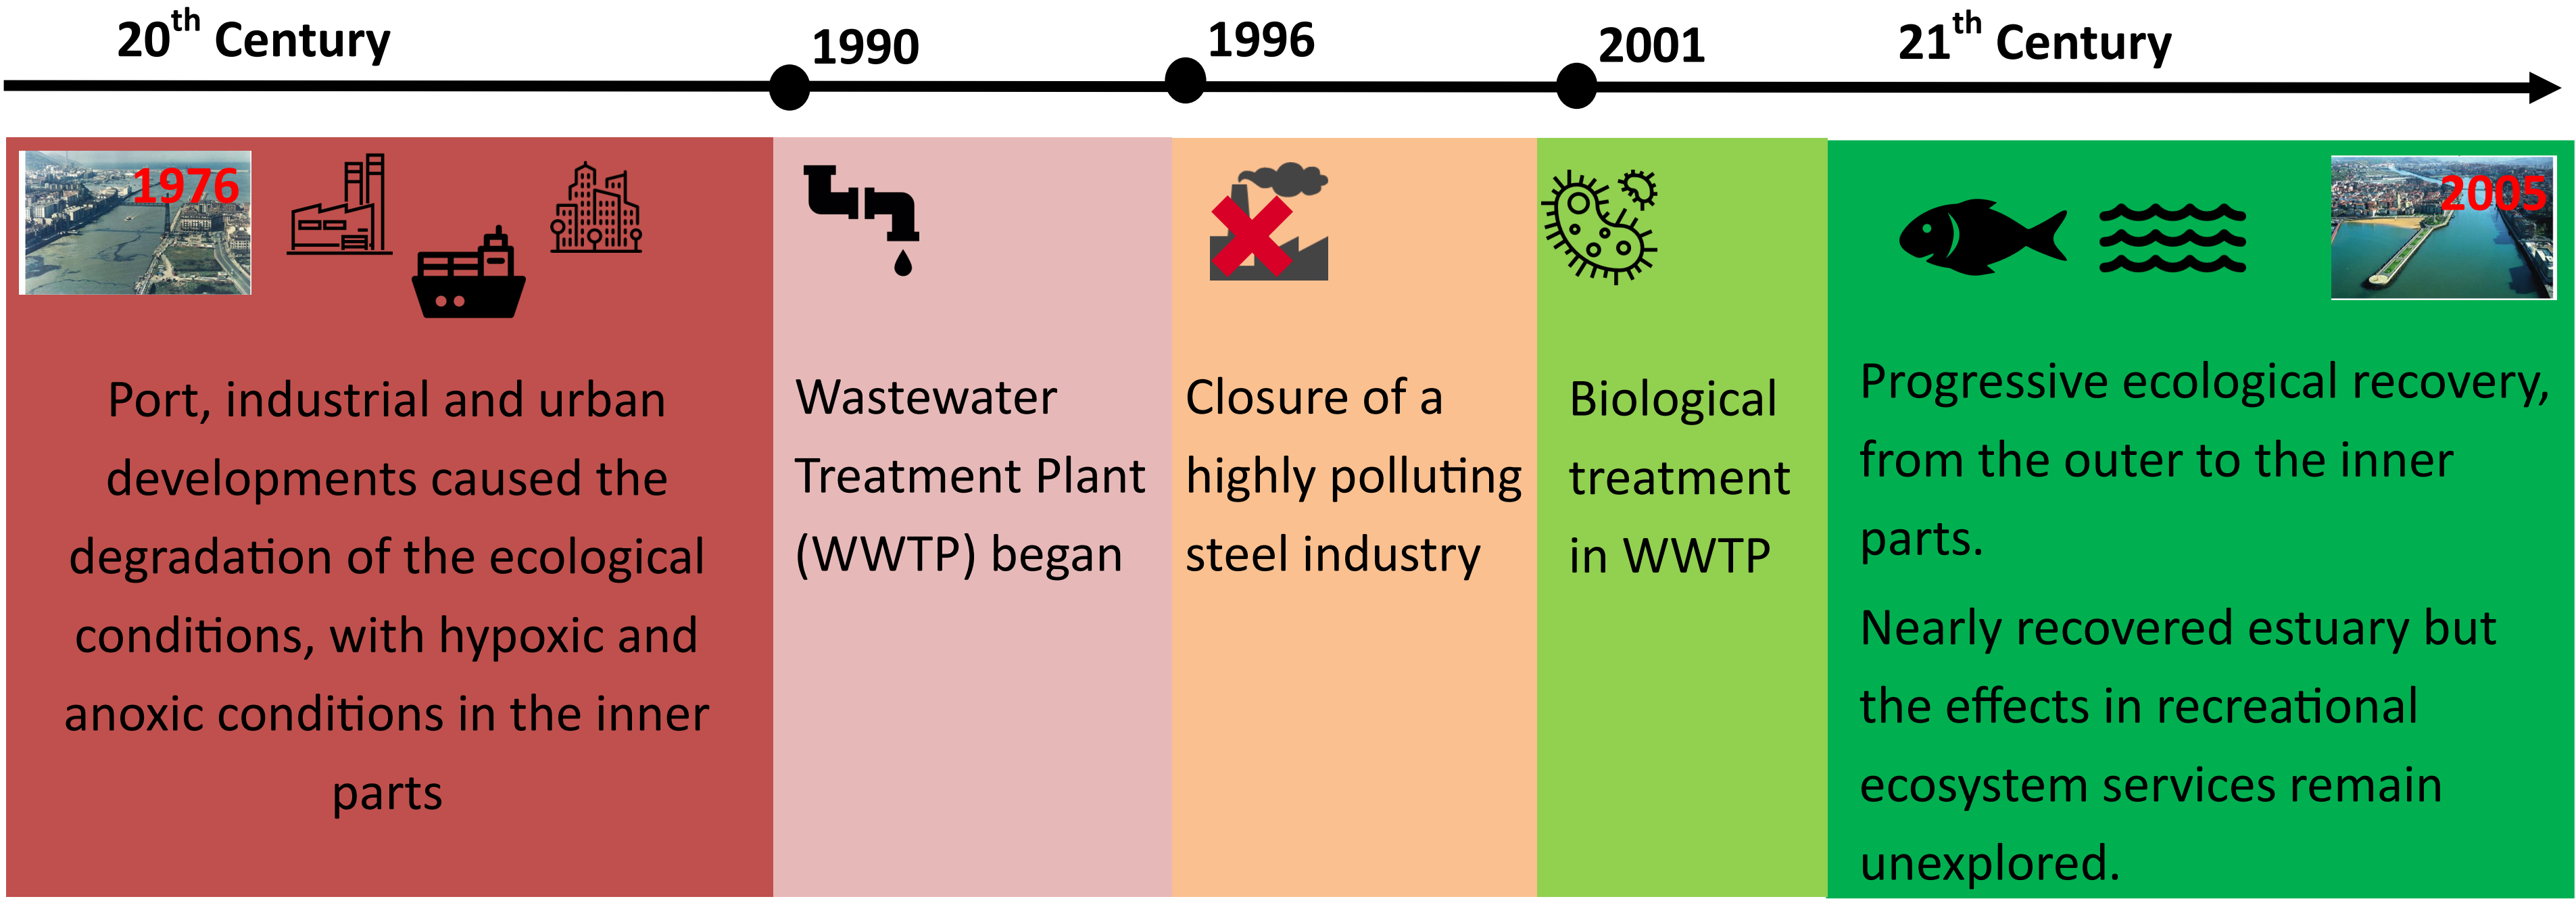 20th Century
1990
1996
2001
21th Century
1976
Port, industrial and urban
developments caused the
degradation of the ecological
conditions, with hypoxic and
anoxic conditions in the inner
parts
Wastewater
Treatment Plant
(WWTP) began
Closure of a
highly polluting
steel industry
Biological
treatment
in WWTP
2005
Progressive ecological recovery,
from the outer to the inner
parts.
Nearly recovered estuary but
the effects in recreational
ecosystem services remain
unexplored.